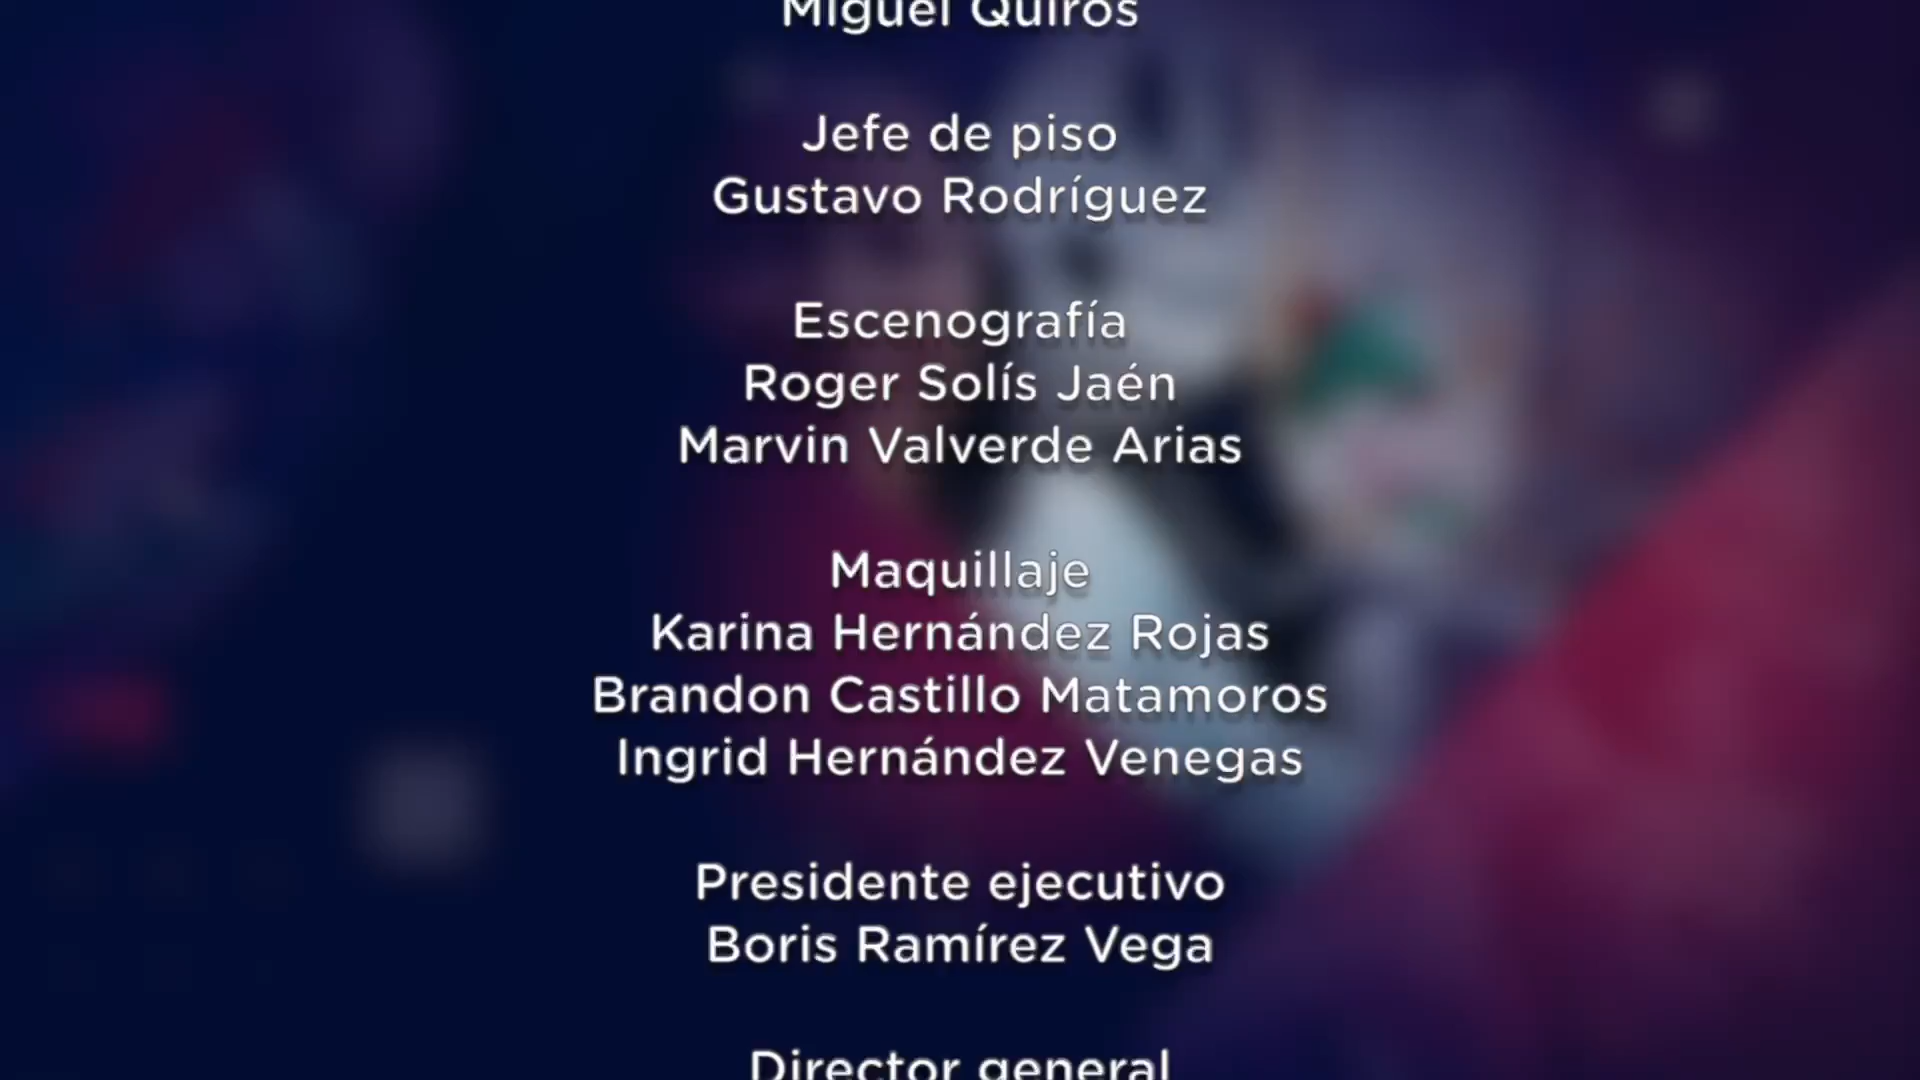 Miguel Quirós
Jefe de piso
Gustavo Rodríguez
Escenografía
Roger Solís Jaén
Marvin Valverde Arias
Maquillaje
Karina Hernández Rojas
Brandon Castillo Matamoros
Ingrid Hernández Venegas
Presidente ejecutivo
Boris Ramírez Vega
Director general